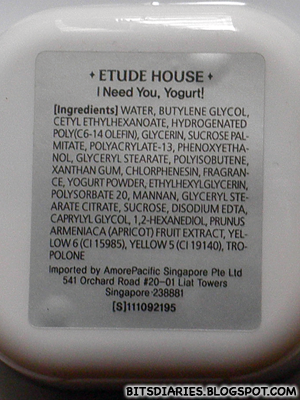 ✦ ETUDE HOUSE ✦
I Need You, Yogurt!
[Ingredients] WATER, BUTYLENE GLYCOL,
CETYL ETHYLHEXANOATE, HYDROGENATED
POLY(C6-14 OLEFIN), GLYCERIN, SUCROSE PAL-
MITATE, POLYACRYLATE-13, PHENOXYETHA-
NOL, GLYCERYL STEARATE, POLYISOBUTENE,
XANTHAN GUM, CHLORPHENESIN, FRAGRAN-
CE, YOGURT POWDER, ETHYLHEXYLGLYCERIN,
POLYSORBATE 20, MANNAN, GLYCERYL STE-
ARATE CITRATE, SUCROSE, DISODIUM EDTA,
CAPRYLYL GLYCOL, 1,2-HEXANEDIOL, PRUNUS
ARMENIACA (APRICOT) FRUIT EXTRACT, YEL-
LOW 6 (CI 15985), YELLOW 5 (CI 19140), TRO-
POLONE
Imported by AmorePacific Singapore Pte Ltd
541 Orchard Road #20-01 Liat Towers
Singapore 238881
[S]111092195
BITSDIARIES.BLOGSPOT.COM